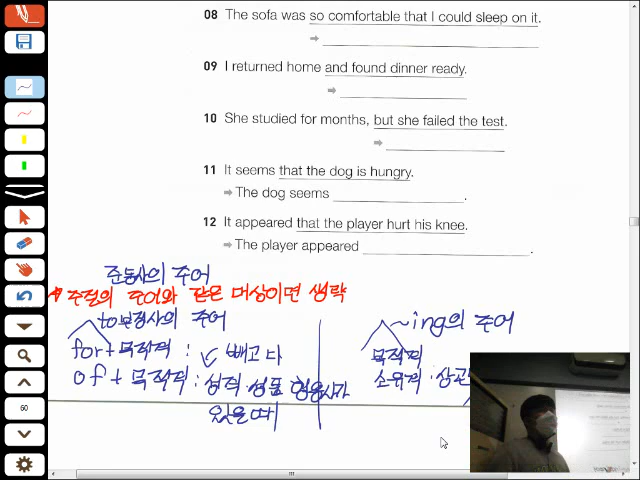 08 The sofa was so comfortable that I could sleep on it.
09 I returned home and found dinner ready.
10 She studied for months, but she failed the test.
11 It seems that the dog is hungry.
The dog seems
12 It appeared that the player hurt his knee.
The player appeared
준동사의 주어
주절의 주어와 같은 대상이면 생략
to부정사의 주어
~ing의 주어
for+목적격 : 빼고 다
목적격
of + 목적격 : 성격 성품 형용사가
소유격 · 상관
있을 때
60